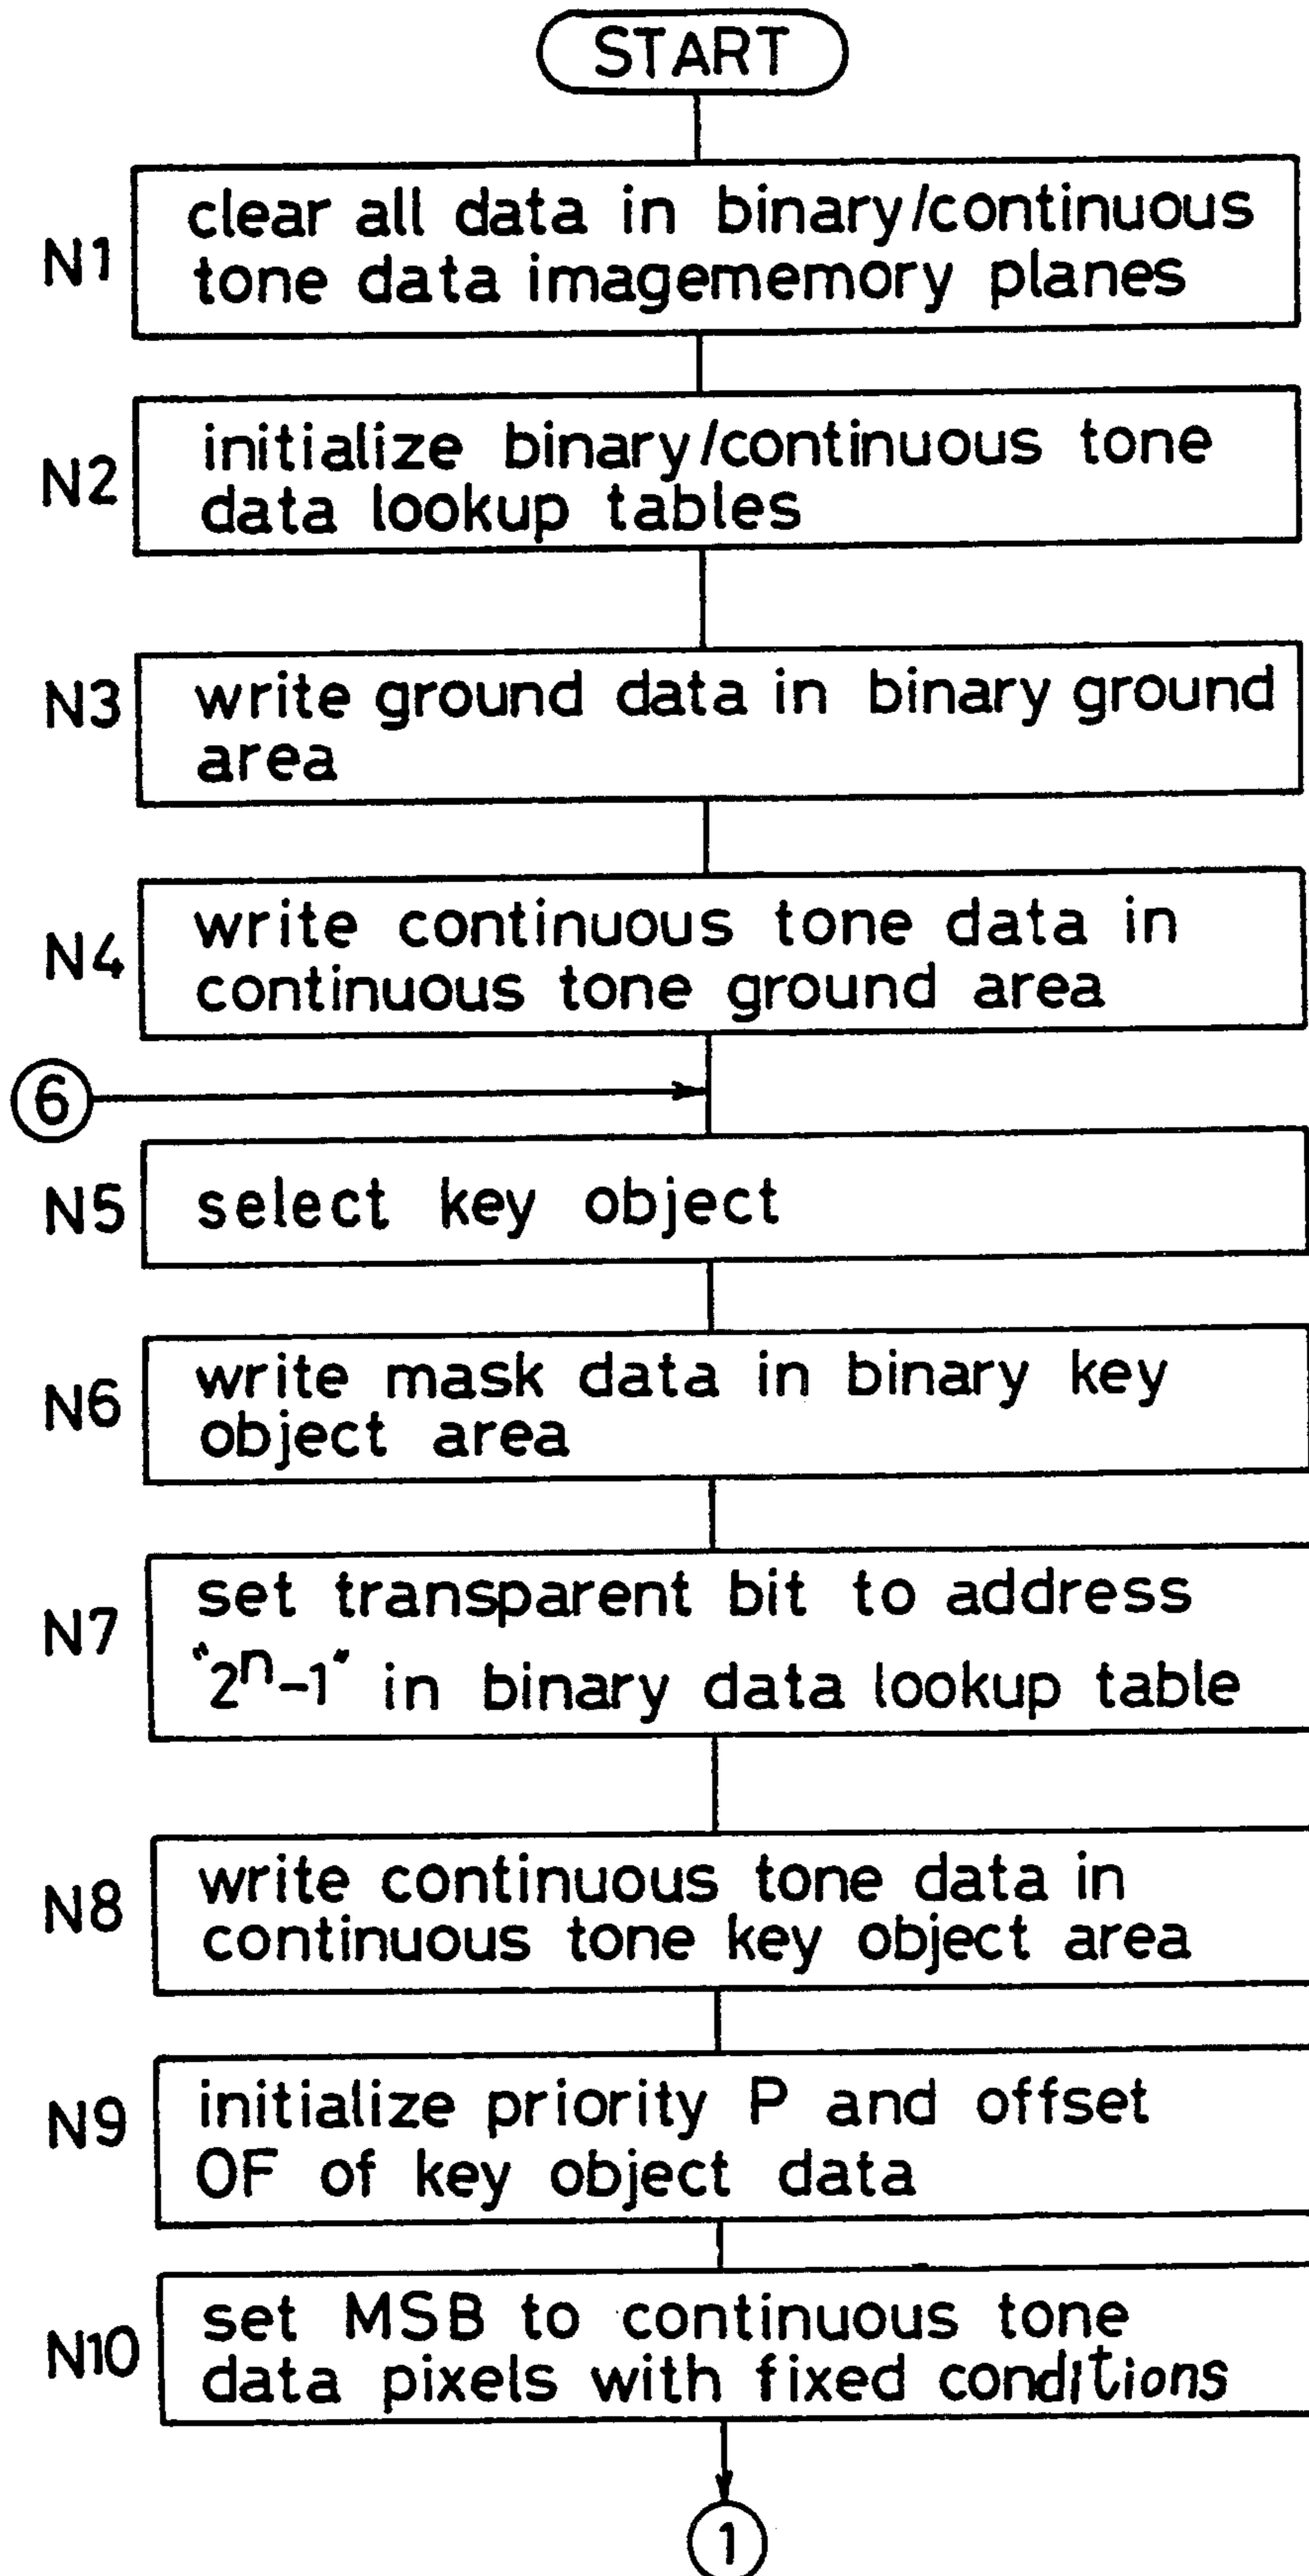 START
N1
clear all data in binary/continuous
tone data imagememory planes
N2
initialize binary/continuous tone
data lookup tables
N3
write ground data in binary ground
area
N4
write continuous tone data in
continuous tone ground area
6
N5
select key object
N6
write mask data in binary key
object area
N7
set transparent bit to address
"2ⁿ-1" in binary data lookup table
N8
write continuous tone data in
continuous tone key object area
N9
initialize priority P and offset
OF of key object data
N10
set MSB to continuous tone
data pixels with fixed conditions
1